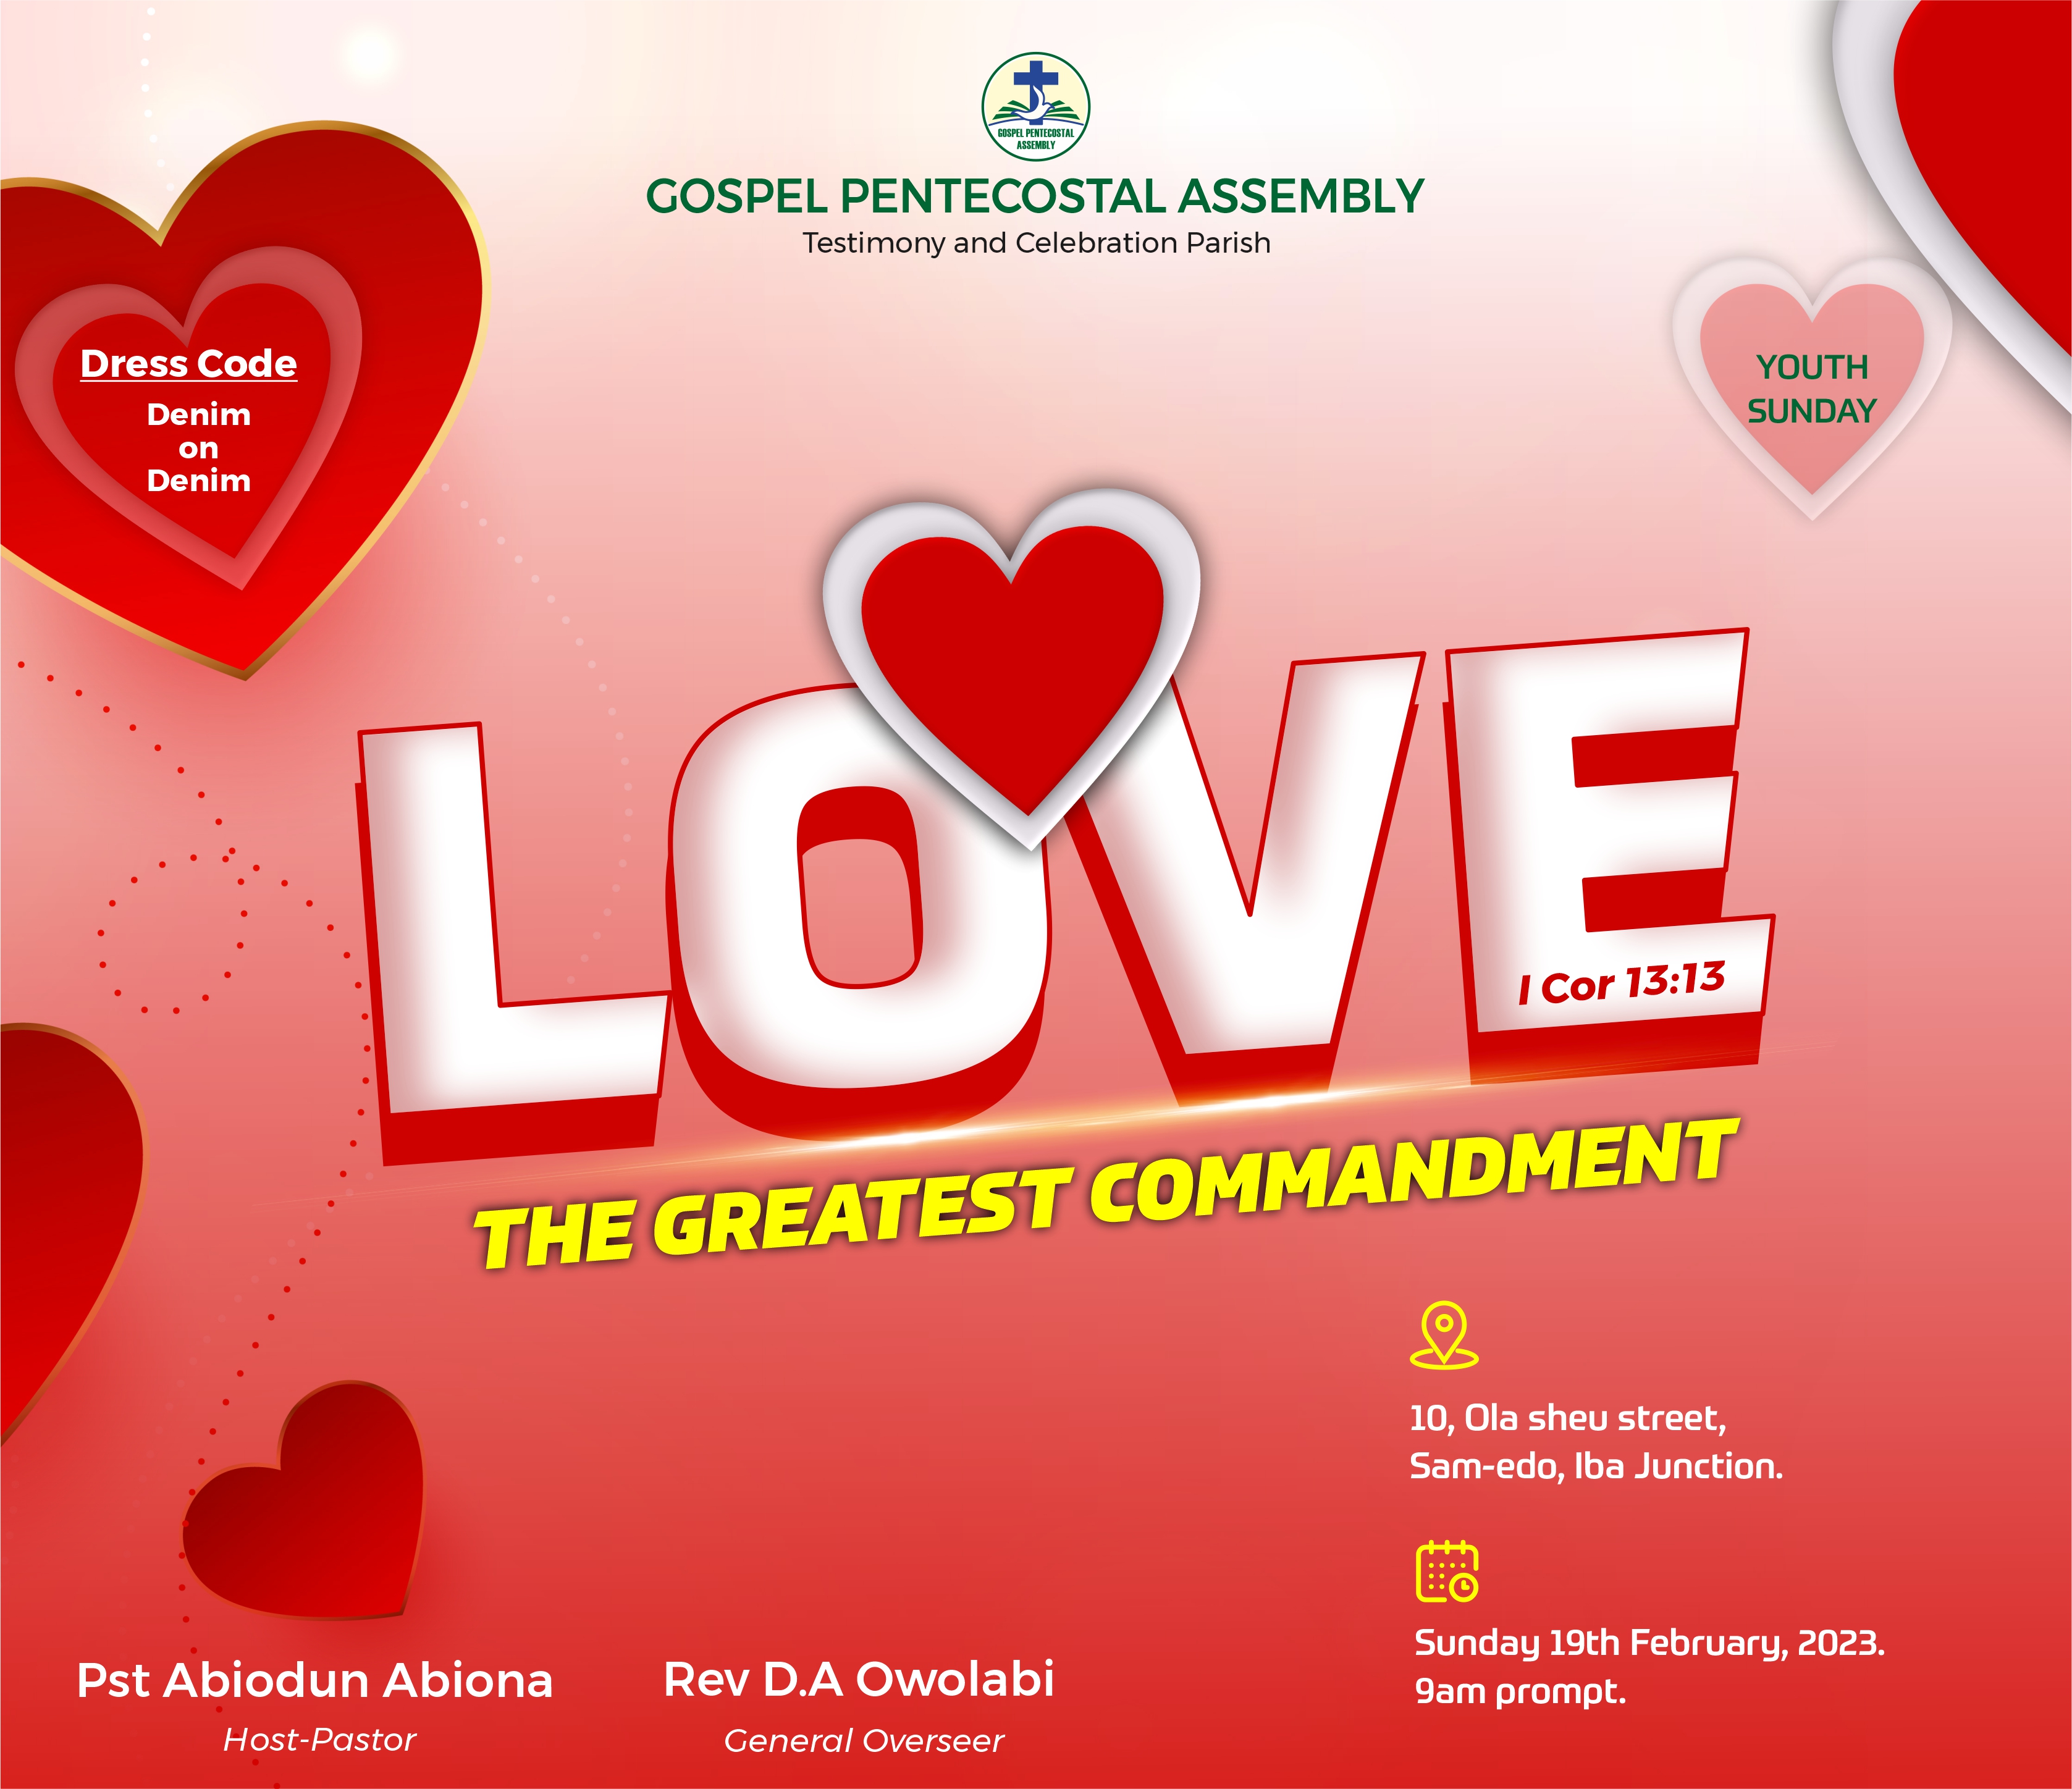 GOSPEL PENTECOSTAL
ASSEMBLY
GOSPEL PENTECOSTAL ASSEMBLY
Testimony and Celebration Parish
Dress Code
Denim
on
Denim
YOUTH
SUNDAY
LOVE
I Cor 13:13
THE GREATEST COMMANDMENT
10, Ola sheu street,
Sam-edo, Iba Junction.
Sunday 19th February, 2023.
9am prompt.
Pst Abiodun Abiona
Host-Pastor
Rev D.A Owolabi
General Overseer